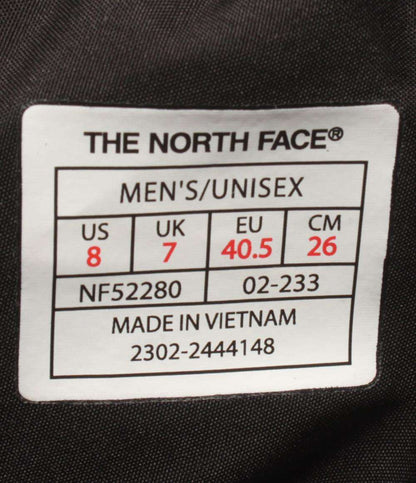 THE NORTH FACE®
MEN'S/UNISEX
US UK EU CM
8 7 40.5 26
NF52280 02-233
MADE IN VIETNAM
2302-2444148